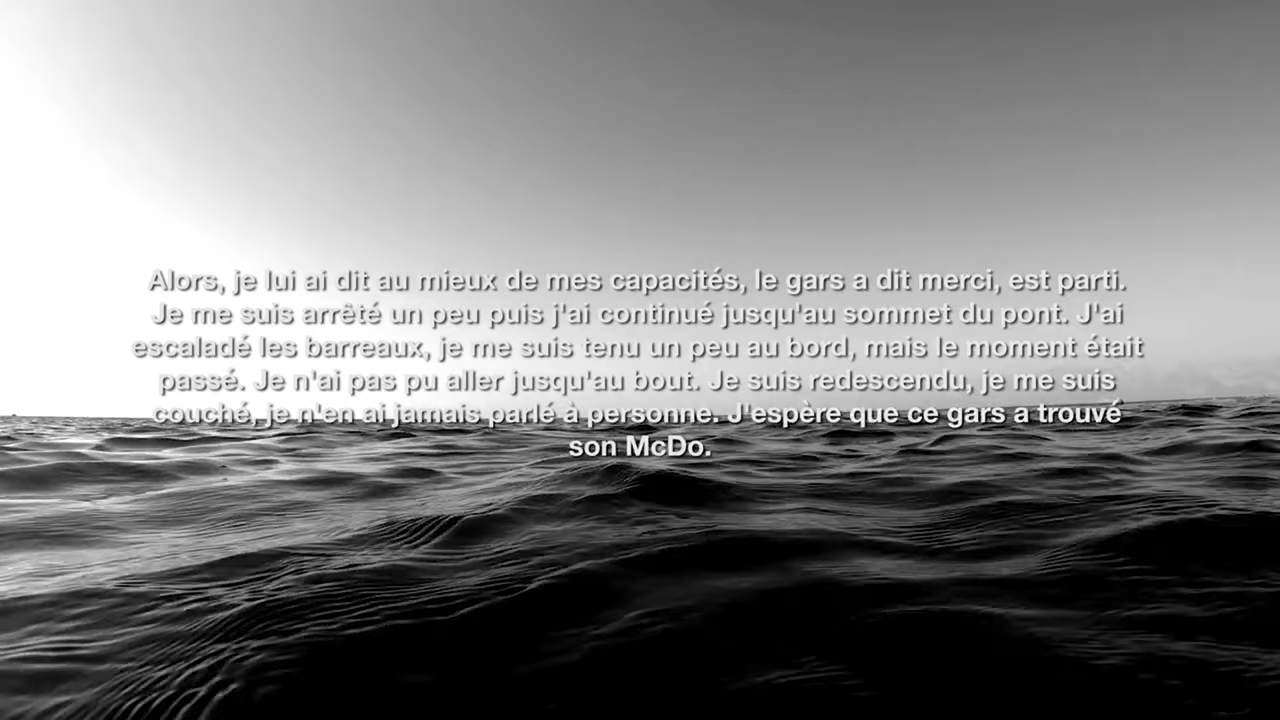 Alors, je lui ai dit au mieux de mes capacités, le gars a dit merci, est parti.
Je me suis arrêté un peu puis j'ai continué jusqu'au sommet du pont. J'ai
escaladé les barreaux, je me suis tenu un peu au bord, mais le moment était
passé. Je n'ai pas pu aller jusqu'au bout. Je suis redescendu, je me suis
couché, je n'en ai jamais parlé à personne. J'espère que ce gars a trouvé
son McDo.